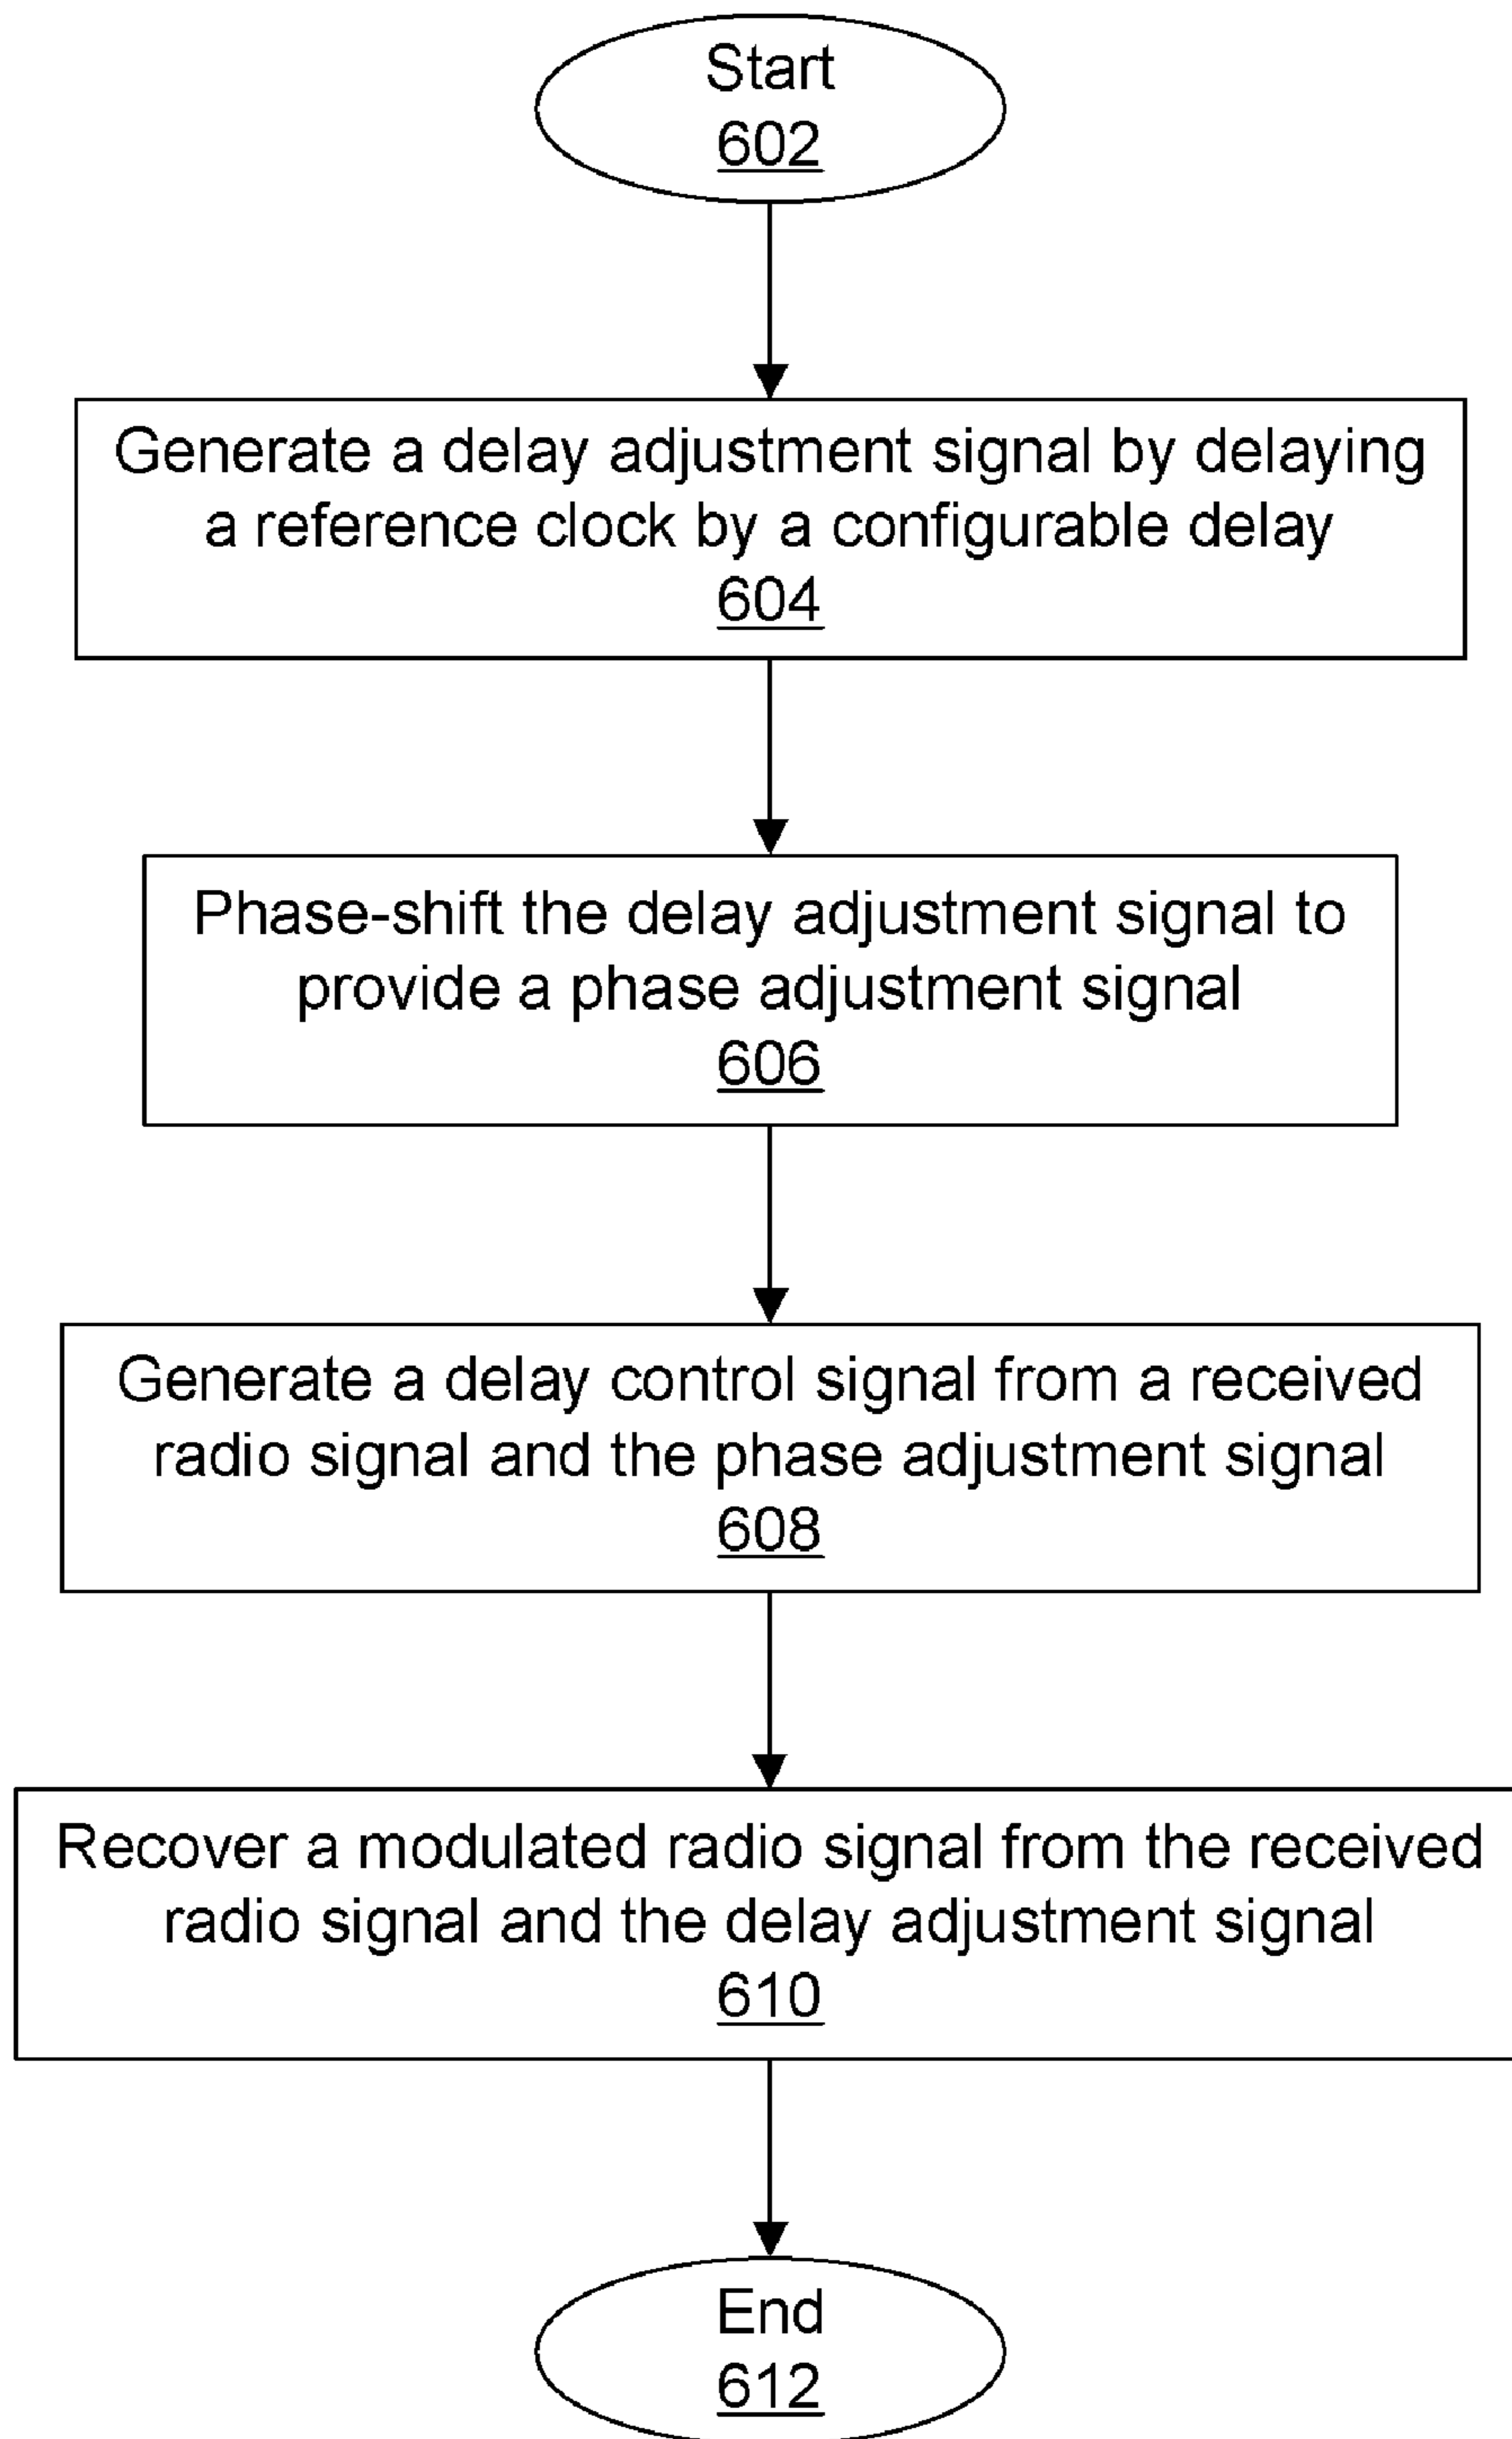 Start
602
Generate a delay adjustment signal by delaying
a reference clock by a configurable delay
604
Phase-shift the delay adjustment signal to
provide a phase adjustment signal
606
Generate a delay control signal from a received
radio signal and the phase adjustment signal
608
Recover a modulated radio signal from the received
radio signal and the delay adjustment signal
610
End
612